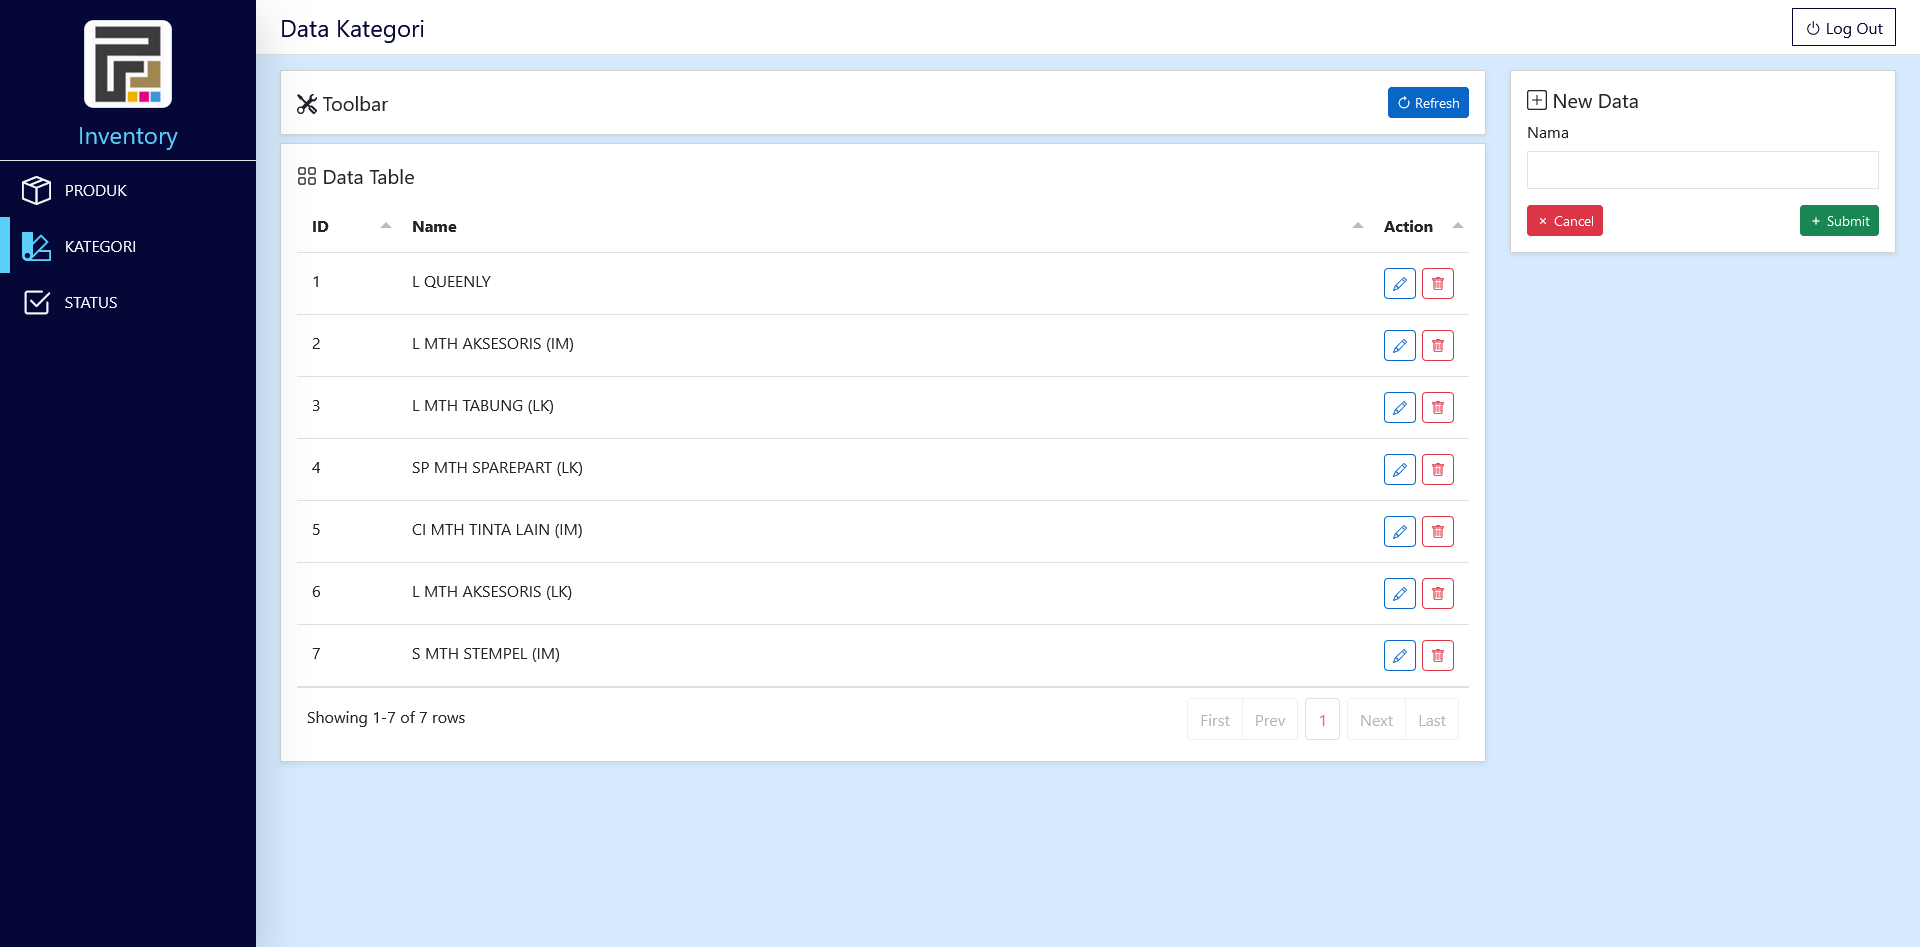 Inventory
PRODUK
KATEGORI
STATUS
Data Kategori
Log Out
Toolbar
Refresh
Data Table
ID Name Action
1 L QUEENLY
2 L MTH AKSESORIS (IM)
3 L MTH TABUNG (LK)
4 SP MTH SPAREPART (LK)
5 CI MTH TINTA LAIN (IM)
6 L MTH AKSESORIS (LK)
7 S MTH STEMPEL (IM)
Showing 1-7 of 7 rows
First Prev 1 Next Last
New Data
Nama
Cancel Submit